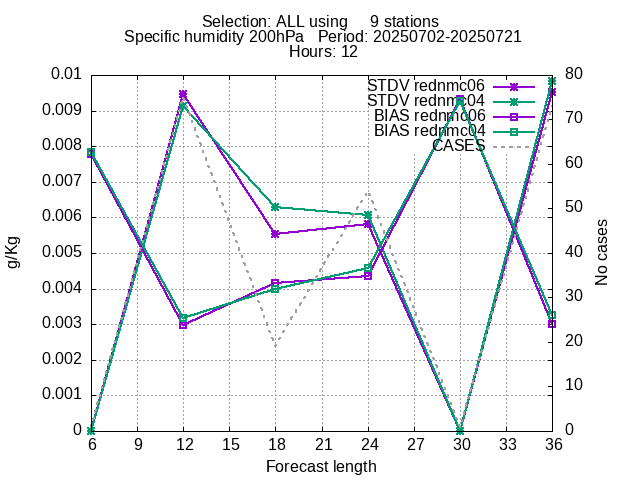 Selection: ALL using 9 stations
Specific humidity 200hPa Period: 20250702-20250721
Hours: 12
STDV rednmc06
STDV rednmc04
BIAS rednmc06
BIAS rednmc04
CASES
0.01
0.009
0.008
0.007
0.006
0.005
0.004
0.003
0.002
0.001
0
g/Kg
80
70
60
50
40
30
20
10
0
No cases
6 9 12 15 18 21 24 27 30 33 36
Forecast length